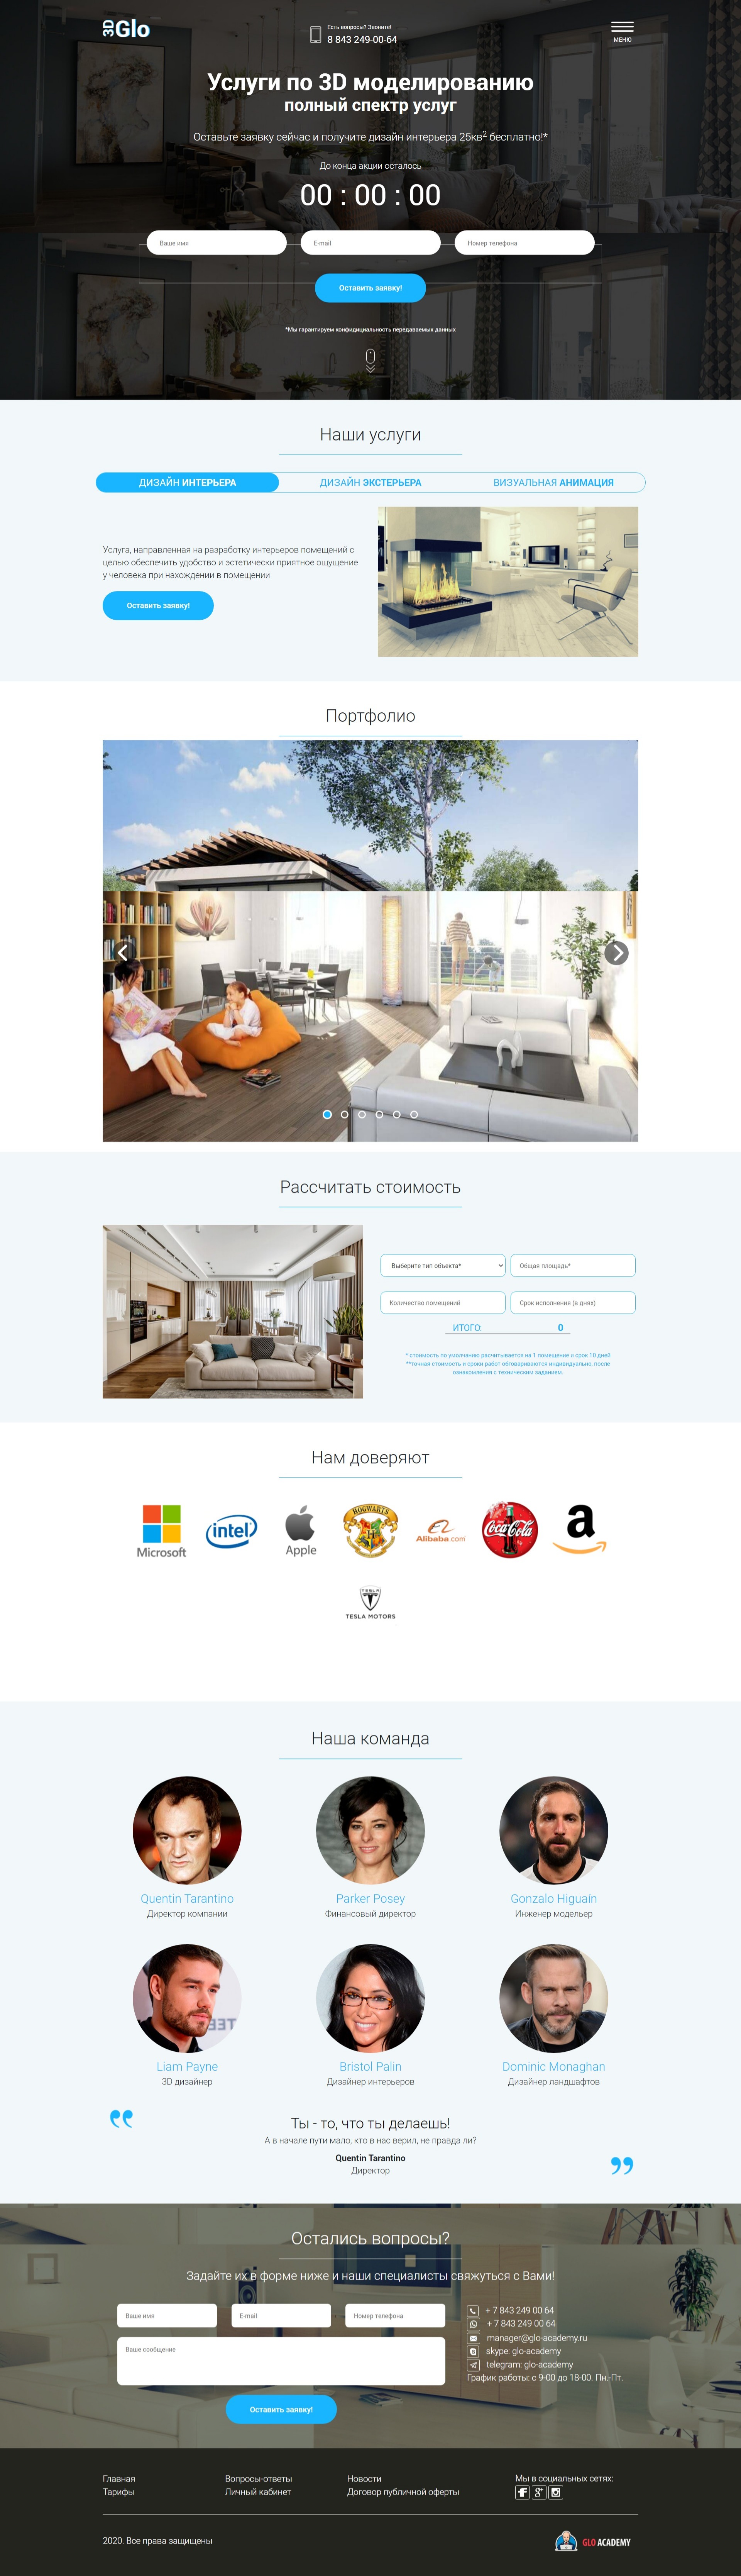 3D Glo
Есть вопросы? Звоните!
8 843 249-00-64
МЕНЮ
Услуги по 3D моделированию
полный спектр услуг
Оставьте заявку сейчас и получите дизайн интерьера 25кв2 бесплатно!*
До конца акции осталось
00 : 00 : 00
Ваше имя
E-mail
Номер телефона
Оставить заявку!
*Мы гарантируем конфидициальность передаваемых данных
Наши услуги
ДИЗАЙН ИНТЕРЬЕРА
ДИЗАЙН ЭКСТЕРЬЕРА
ВИЗУАЛЬНАЯ АНИМАЦИЯ
Услуга, направленная на разработку интерьеров помещений с
целью обеспечить удобство и эстетически приятное ощущение
у человека при нахождении в помещении
Оставить заявку!
Портфолио
Рассчитать стоимость
Выберите тип объекта*
Общая площадь*
Количество помещений
Срок исполнения (в днях)
ИТОГО: 0
* стоимость по умолчанию расчитывается на 1 помещение и срок 10 дней
**точная стоимость и сроки работ обговариваются индивидуально, после
ознакомления с техническим заданием.
Нам доверяют
Microsoft
intel
Apple
HOGWARTS
Alibaba.com
Coca-Cola
a
TESLA
TESLA MOTORS
Наша команда
Quentin Tarantino
Директор компании
Parker Posey
Финансовый директор
Gonzalo Higuaín
Инженер модельер
Liam Payne
3D дизайнер
Bristol Palin
Дизайнер интерьеров
Dominic Monaghan
Дизайнер ландшафтов
Ты - то, что ты делаешь!
А в начале пути мало, кто в нас верил, не правда ли?
Quentin Tarantino
Директор
Остались вопросы?
Задайте их в форме ниже и наши специалисты свяжуться с Вами!
Ваше имя
E-mail
Номер телефона
Ваше сообщение
Оставить заявку!
+ 7 843 249 00 64
+ 7 843 249 00 64
manager@glo-academy.ru
skype: glo-academy
telegram: glo-academy
График работы: с 9-00 до 18-00. Пн.-Пт.
Главная
Тарифы
Вопросы-ответы
Личный кабинет
Новости
Договор публичной оферты
Мы в социальных сетях:
2020. Все права защищены
GLO ACADEMY